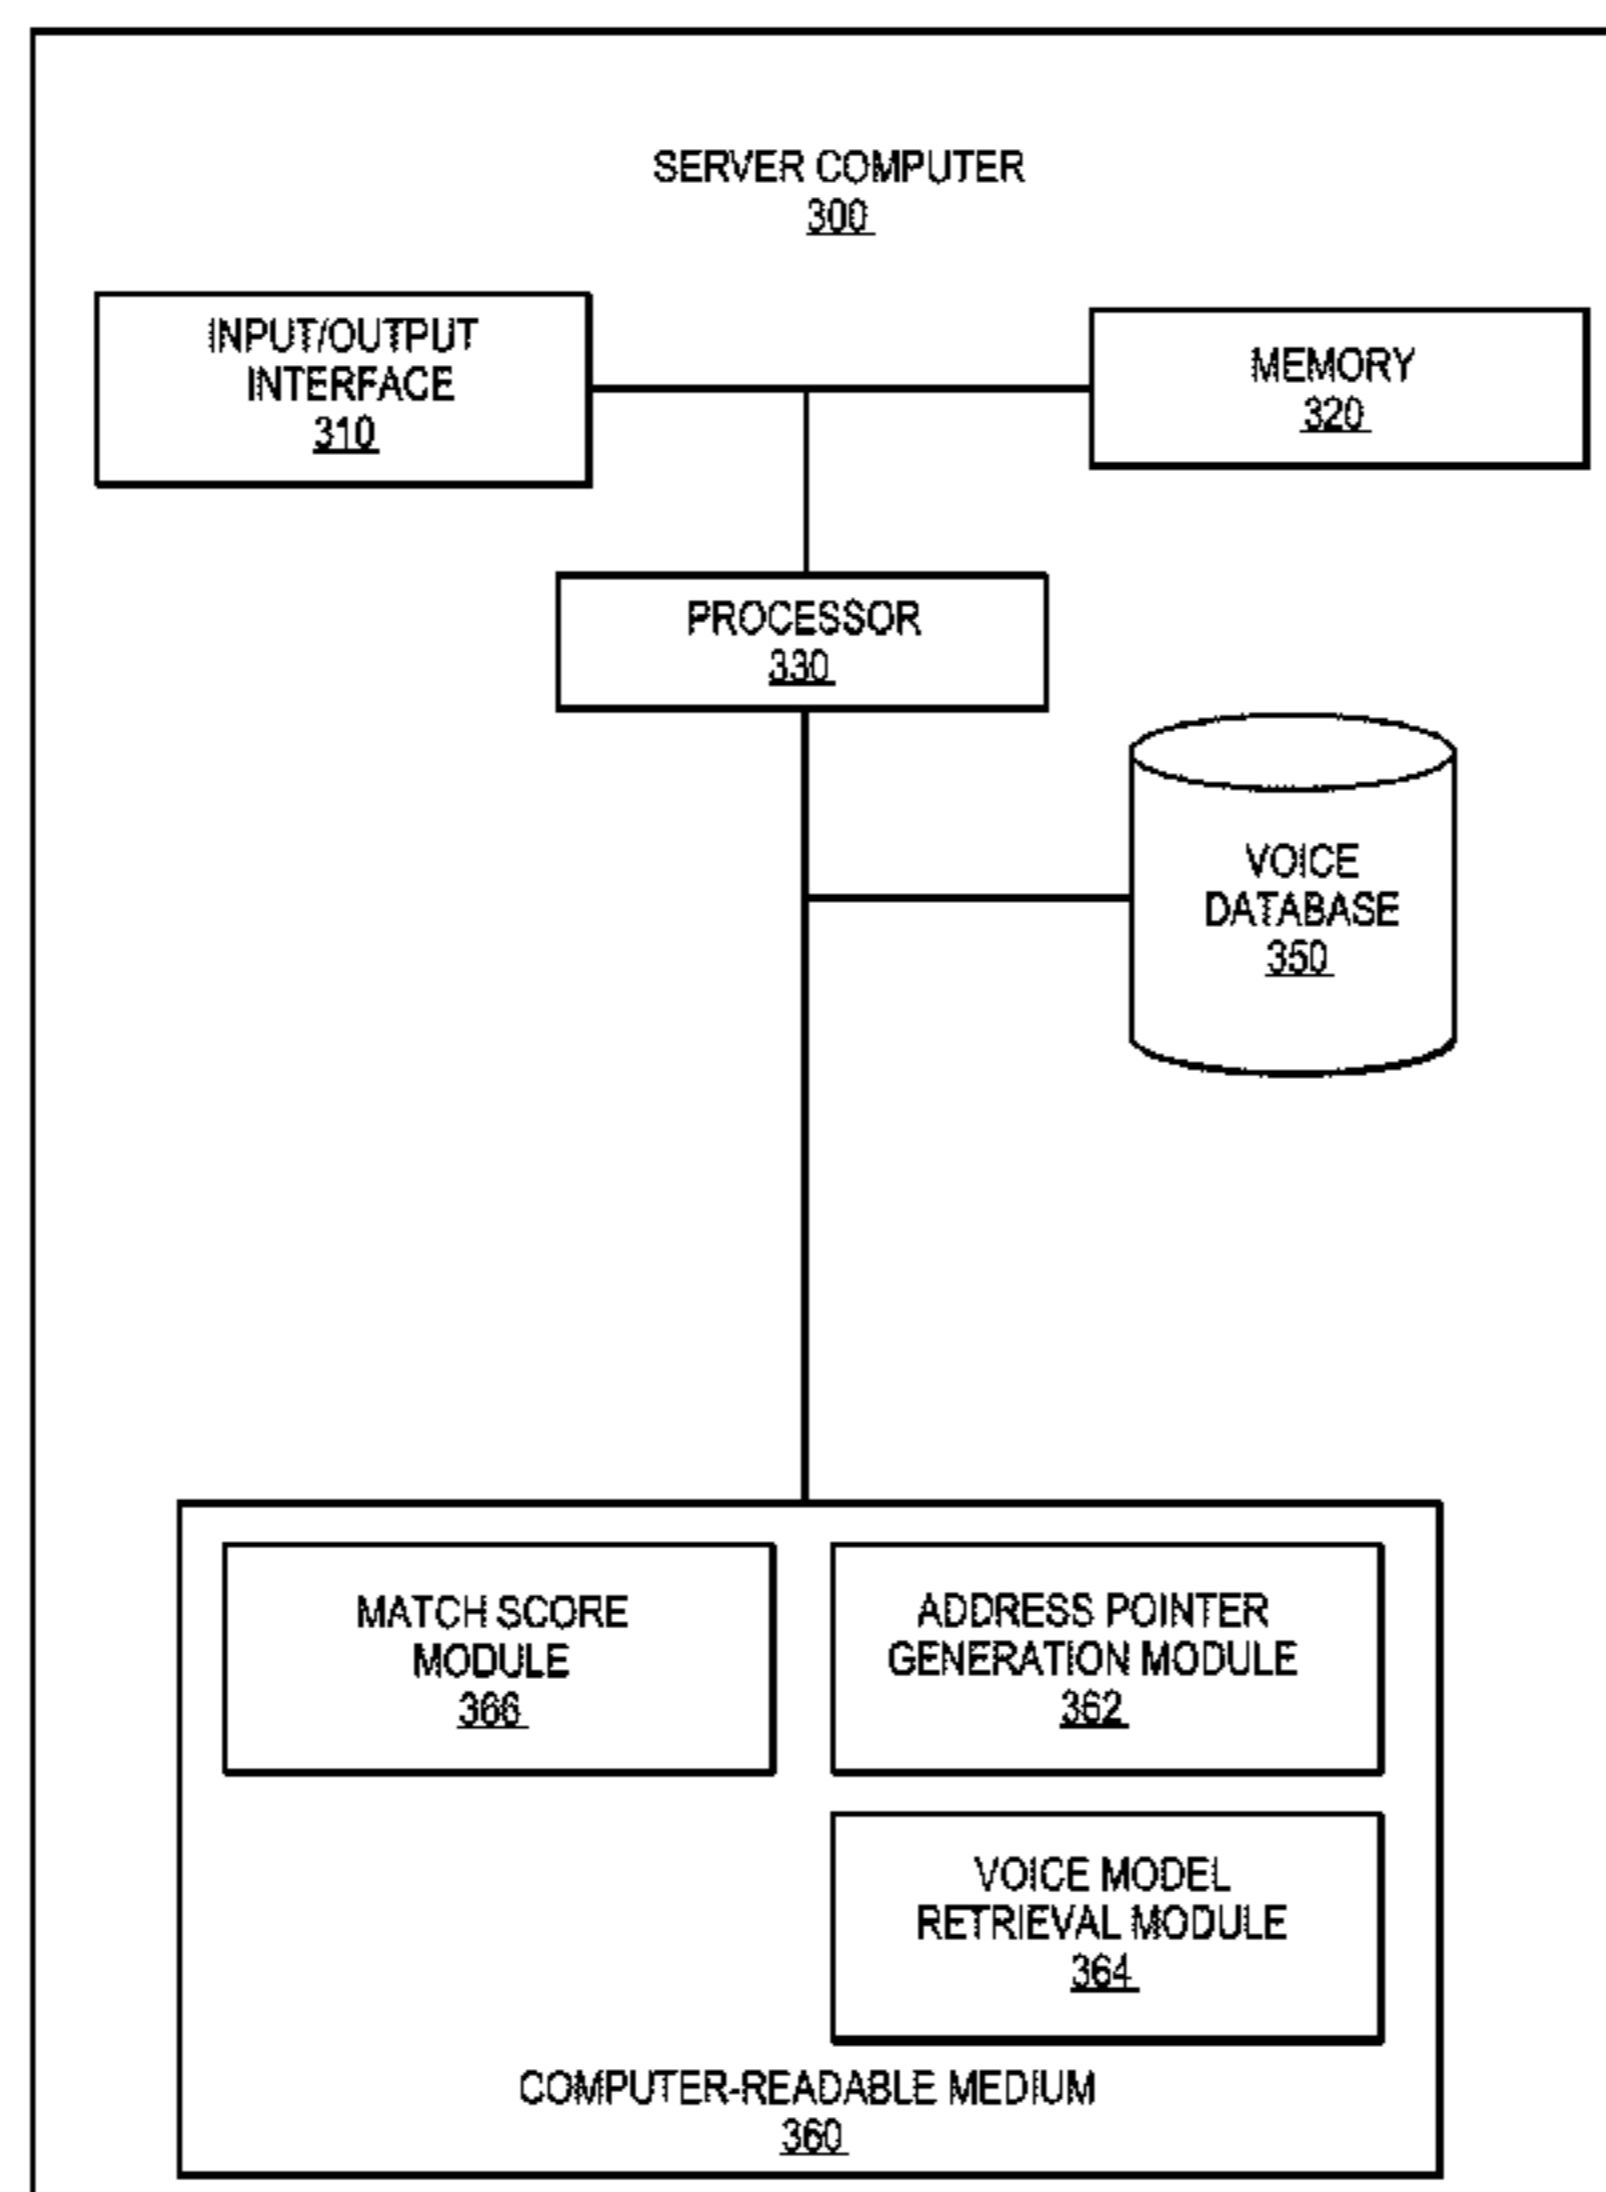 SERVER COMPUTER
300
INPUT/OUTPUT
INTERFACE
310
MEMORY
320
PROCESSOR
330
VOICE
DATABASE
350
MATCH SCORE
MODULE
366
ADDRESS POINTER
GENERATION MODULE
362
VOICE MODEL
RETRIEVAL MODULE
364
COMPUTER-READABLE MEDIUM
360